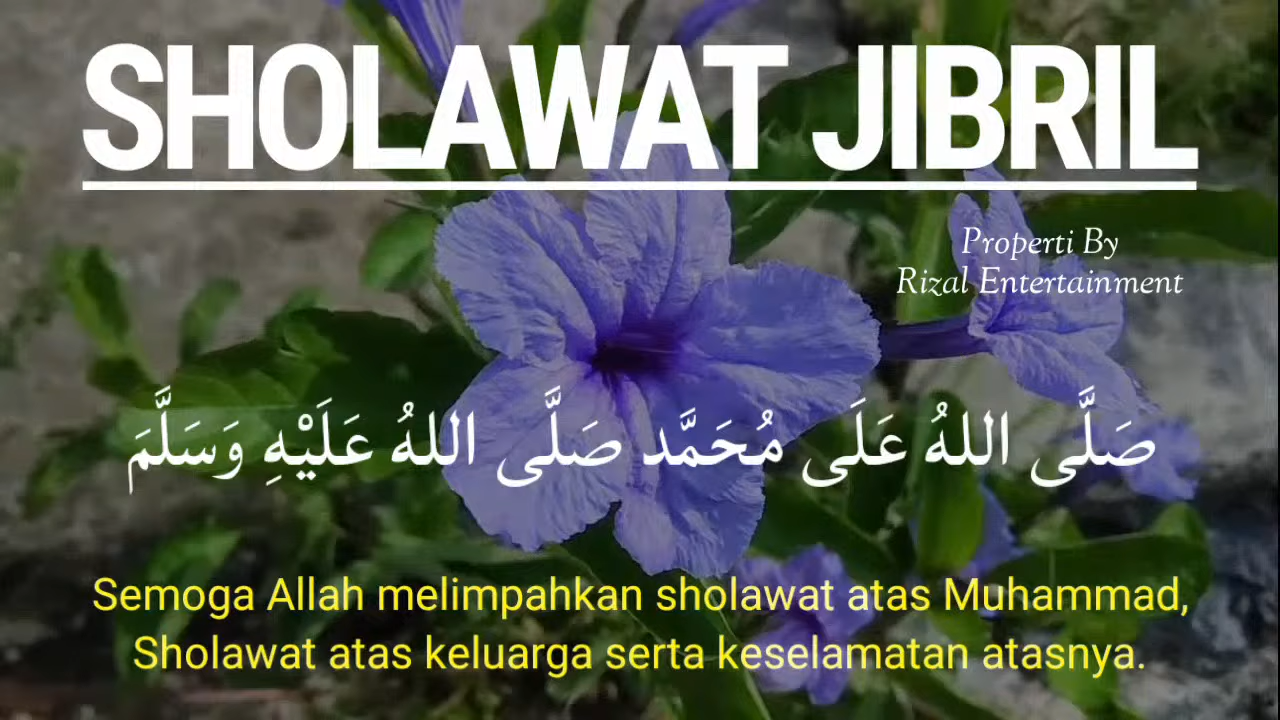 SHOLAWAT JIBRIL
Properti By
Rizal Entertainment
صَلَّى اللهُ عَلَى مُحَمَّد صَلَّى اللهُ عَلَيْهِ وَسَلَّمَ
Semoga Allah melimpahkan sholawat atas Muhammad,
Sholawat atas keluarga serta keselamatan atasnya.